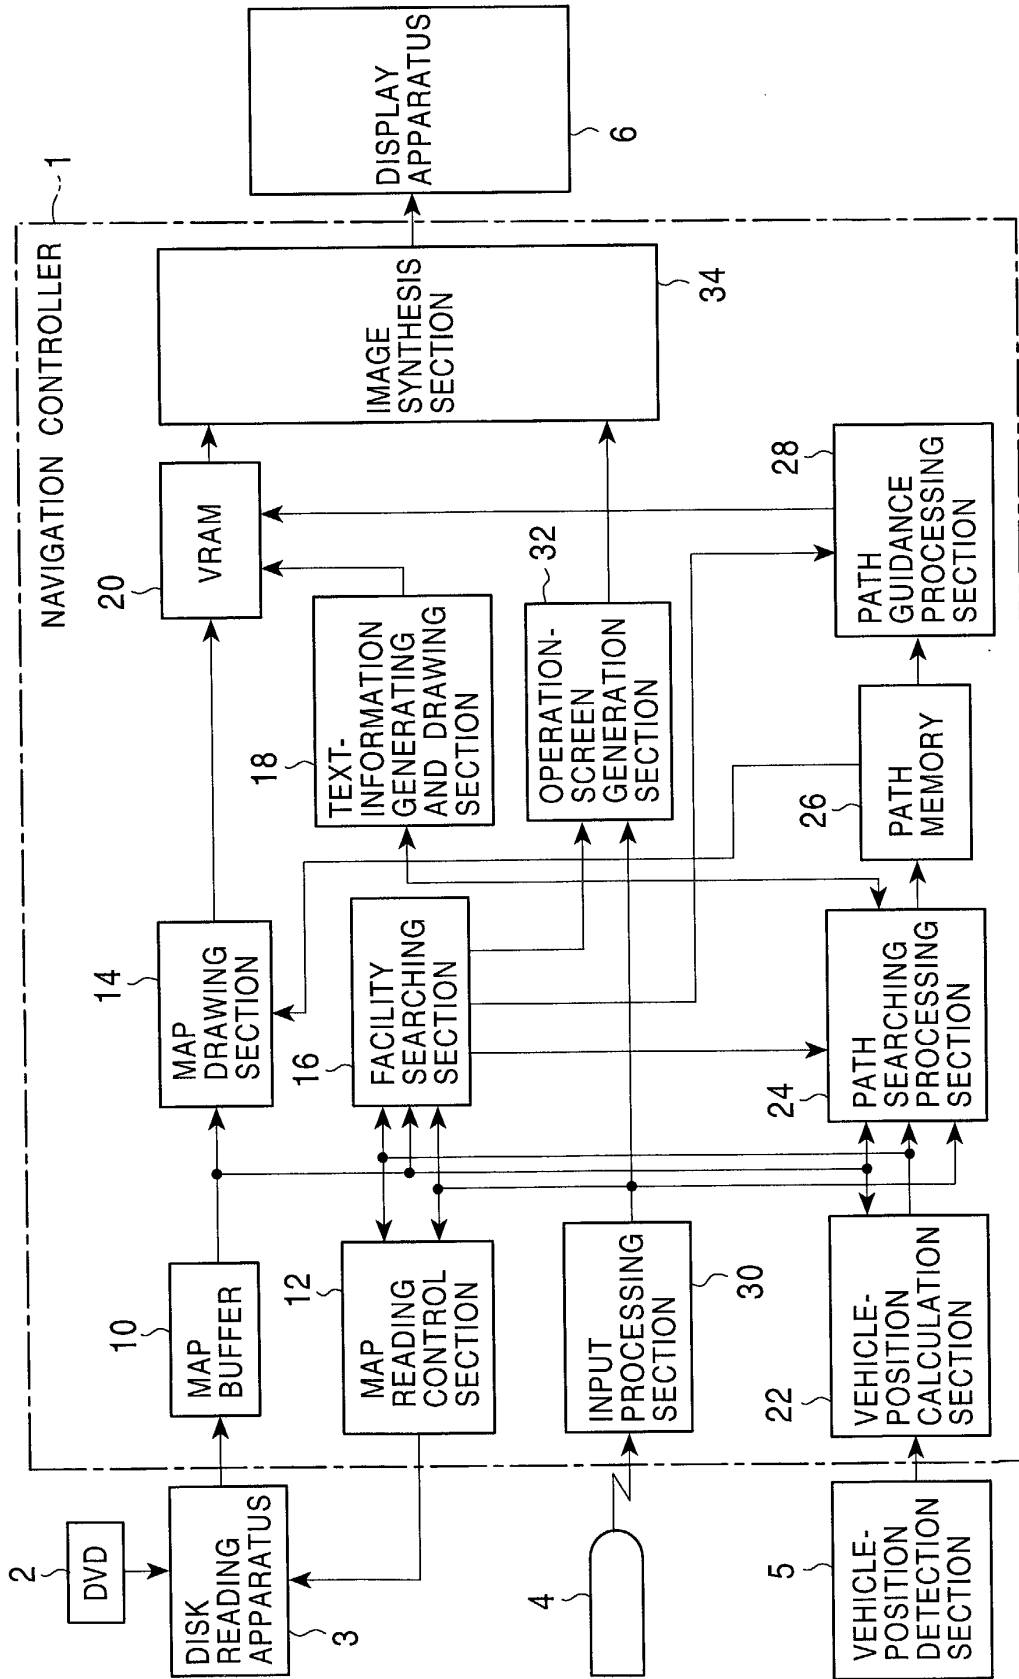 NAVIGATION CONTROLLER
1
2
DVD
DISK
READING
APPARATUS
3
10
MAP
BUFFER
14
MAP
DRAWING
SECTION
20
VRAM
IMAGE
SYNTHESIS
SECTION
34
DISPLAY
APPARATUS
6
12
MAP
READING
CONTROL
SECTION
16
FACILITY
SEARCHING
SECTION
18
TEXT-
INFORMATION
GENERATING
AND DRAWING
SECTION
4
INPUT
PROCESSING
SECTION
30
32
OPERATION-
SCREEN
GENERATION
SECTION
5
VEHICLE-
POSITION
DETECTION
SECTION
22
VEHICLE-
POSITION
CALCULATION
SECTION
24
PATH
SEARCHING
PROCESSING
SECTION
26
PATH
MEMORY
28
PATH
GUIDANCE
PROCESSING
SECTION